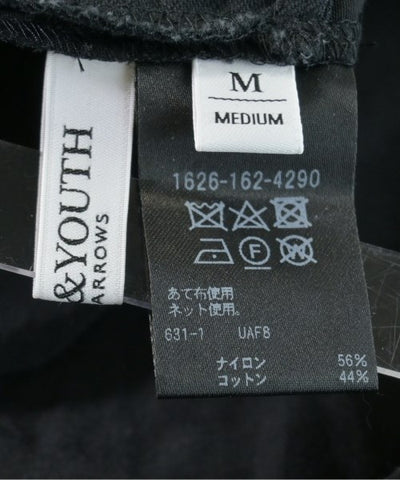 &YOUTH
ARROWS
M
MEDIUM
1626-162-4290
F
W
あて布使用
ネット使用。
631-1 UAF8
ナイロン 56%
コットン 44%